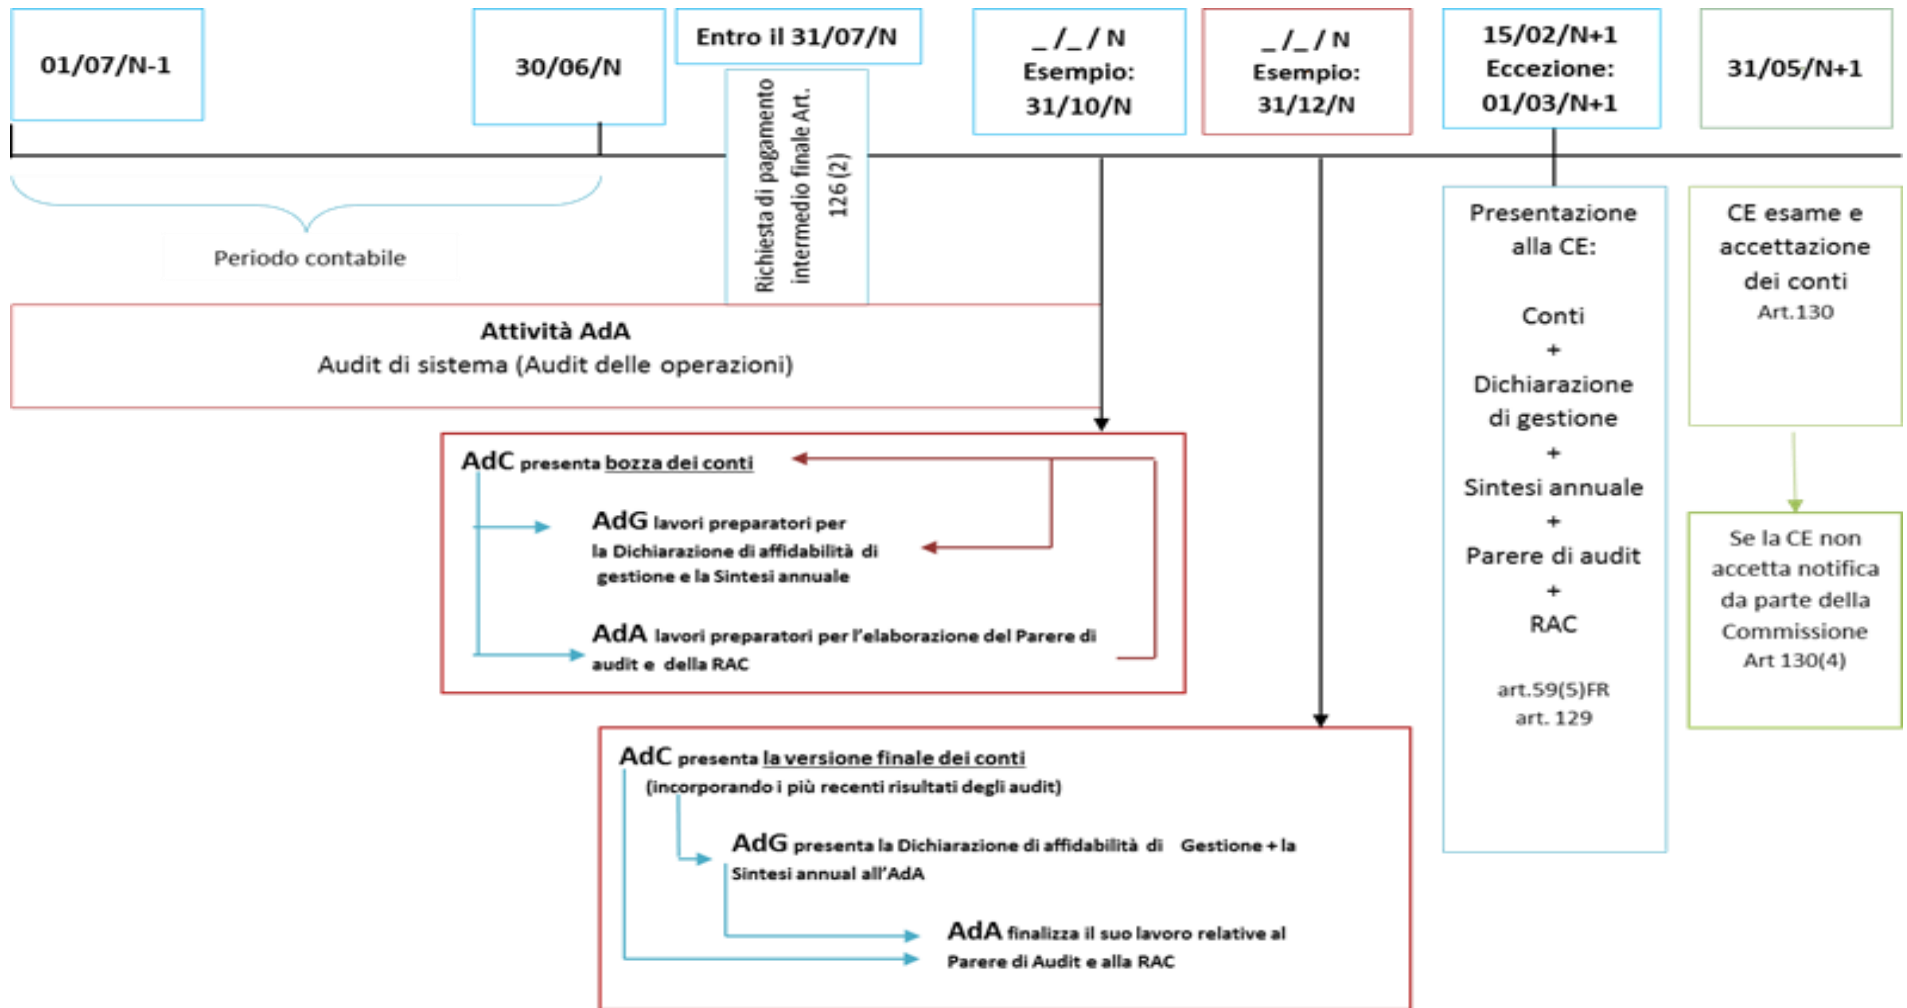 01/07/N-1
30/06/N
Entro il 31/07/N
_ /_ / N
Esempio:
31/10/N
_ /_ / N
Esempio:
31/12/N
15/02/N+1
Eccezione:
01/03/N+1
31/05/N+1
Richiesta di pagamento
intermedio finale Art.
126 (2)
Periodo contabile
Attività AdA
Audit di sistema (Audit delle operazioni)
AdC presenta bozza dei conti
AdG lavori preparatori per
la Dichiarazione di affidabilità di
gestione e la Sintesi annuale
AdA lavori preparatori per l'elaborazione del Parere di
audit e della RAC
AdC presenta la versione finale dei conti
(incorporando i più recenti risultati degli audit)
AdG presenta la Dichiarazione di affidabilità di Gestione + la
Sintesi annual all'AdA
AdA finalizza il suo lavoro relative al
Parere di Audit e alla RAC
Presentazione
alla CE:
Conti
+
Dichiarazione
di gestione
+
Sintesi annuale
+
Parere di audit
+
RAC
art.59(5)FR
art. 129
CE esame e
accettazione
dei conti
Art.130
Se la CE non
accetta notifica
da parte della
Commissione
Art 130(4)